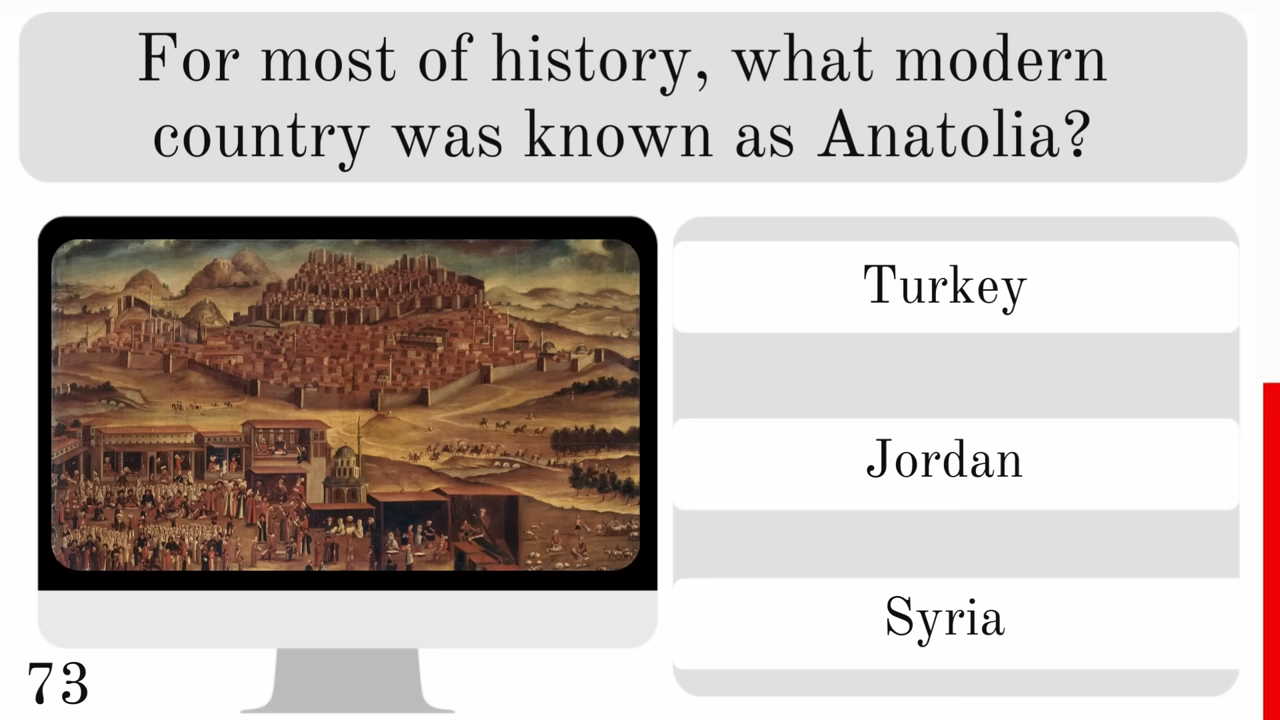 For most of history, what modern
country was known as Anatolia?
Turkey
Jordan
Syria
73